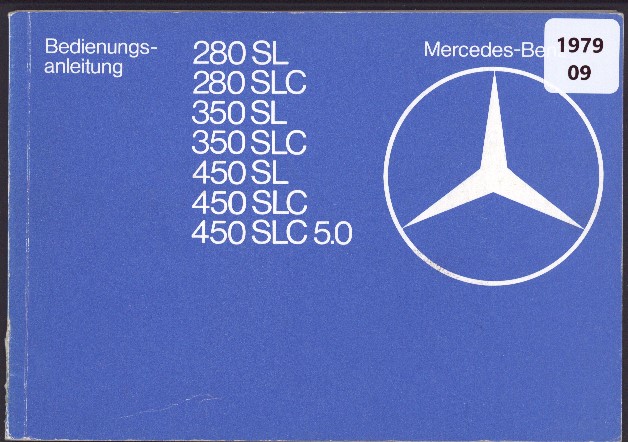 Bedienungs-
anleitung
280 SL
280 SLC
350 SL
350 SLC
450 SL
450 SLC
450 SLC 5.0
Mercedes-Be
1979
09